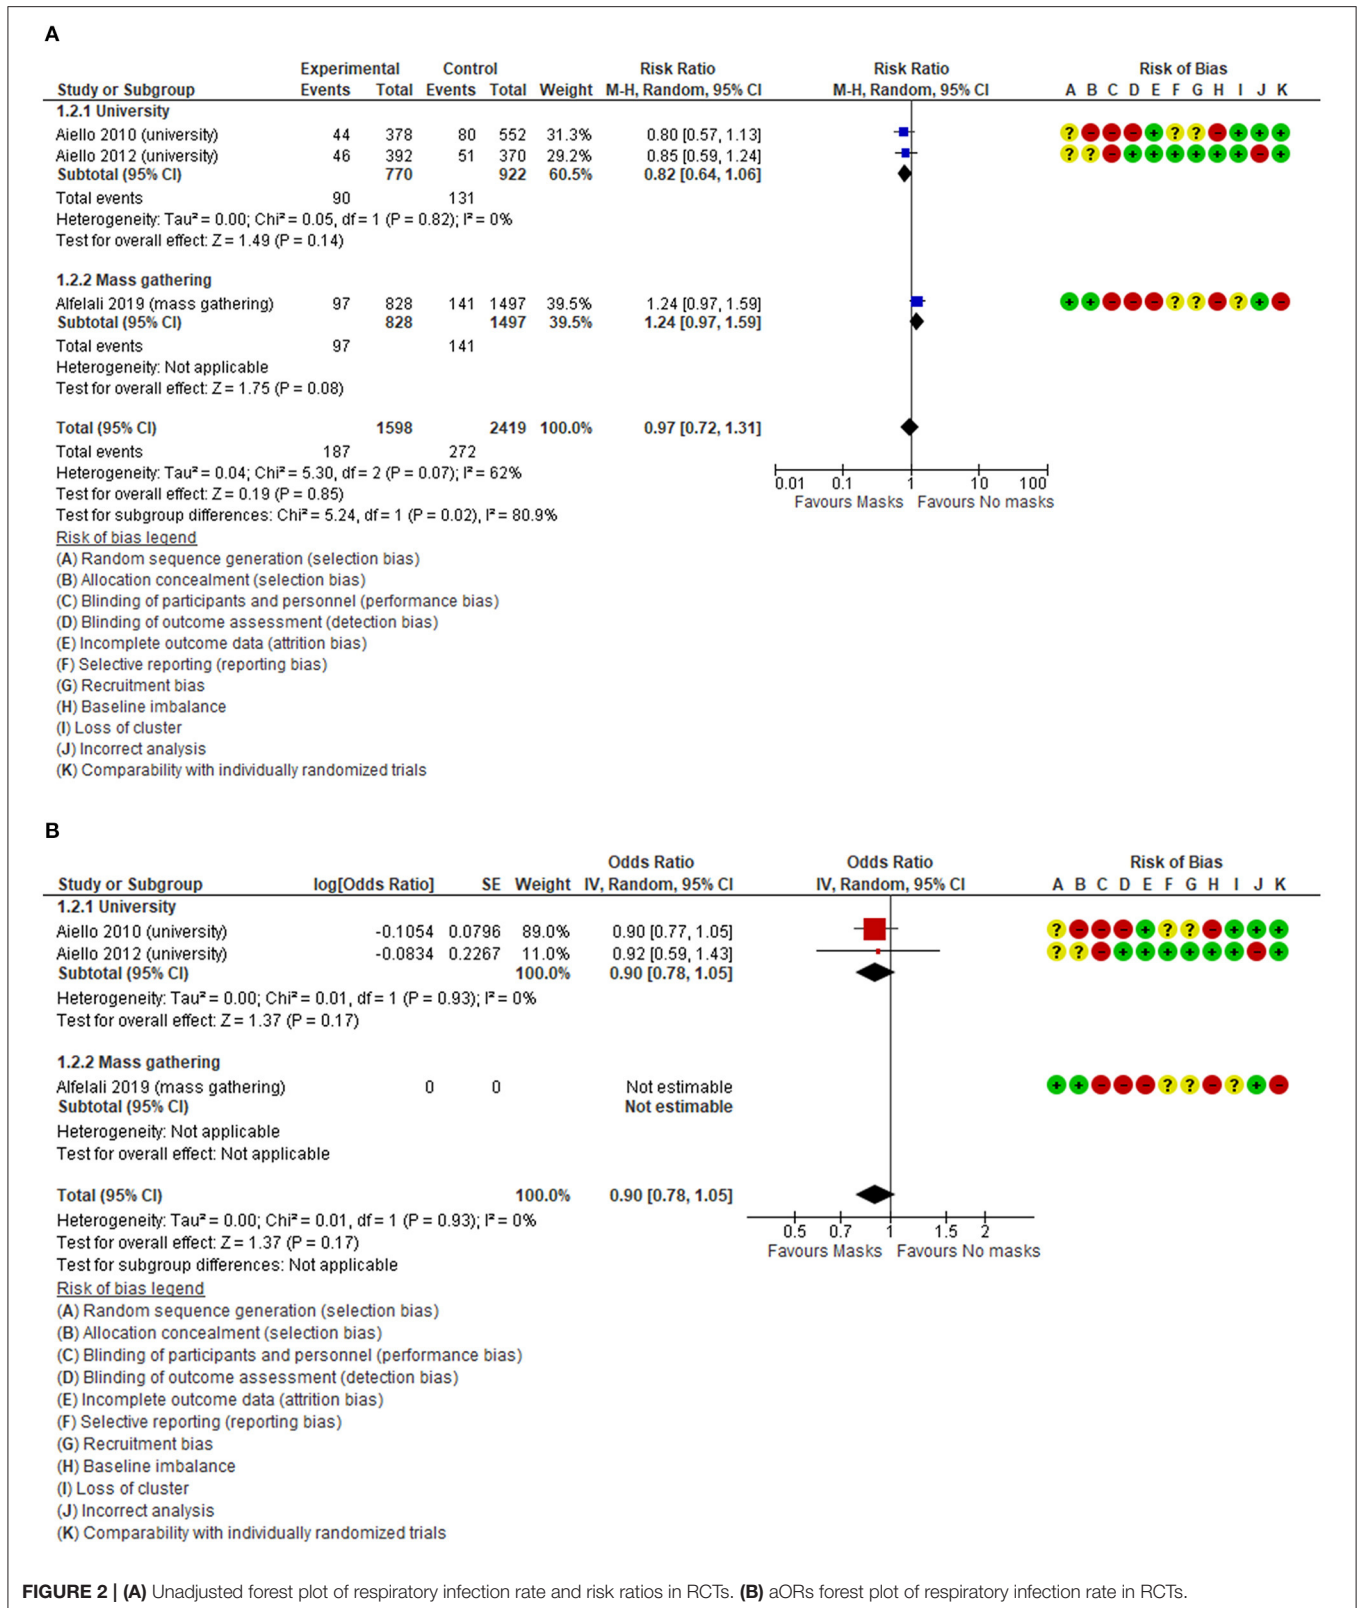 A
Experimental Control Risk Ratio Risk Ratio Risk of Bias
Study or Subgroup Events Total Events Total Weight M-H, Random, 95% CI M-H, Random, 95% CI A B C D E F G H I J K
1.2.1 University
Aiello 2010 (university) 44 378 80 552 31.3% 0.80 [0.57, 1.13] ? - - - + ? ? - + + +
Aiello 2012 (university) 46 392 51 370 29.2% 0.85 [0.59, 1.24] ? ? - + + + + + + - +
Subtotal (95% CI) 770 922 60.5% 0.82 [0.64, 1.06]
Total events 90 131
Heterogeneity: Tau² = 0.00; Chi² = 0.05, df = 1 (P = 0.82); I² = 0%
Test for overall effect: Z = 1.49 (P = 0.14)
1.2.2 Mass gathering
Alfelali 2019 (mass gathering) 97 828 141 1497 39.5% 1.24 [0.97, 1.59] + + - - - ? ? - ? + -
Subtotal (95% CI) 828 1497 39.5% 1.24 [0.97, 1.59]
Total events 97 141
Heterogeneity: Not applicable
Test for overall effect: Z = 1.75 (P = 0.08)
Total (95% CI) 1598 2419 100.0% 0.97 [0.72, 1.31]
Total events 187 272
Heterogeneity: Tau² = 0.04; Chi² = 5.30, df = 2 (P = 0.07); I² = 62%
Test for overall effect: Z = 0.19 (P = 0.85)
Test for subgroup differences: Chi² = 5.24, df = 1 (P = 0.02), I² = 80.9%
0.01 0.1 1 10 100
Favours Masks Favours No masks
Risk of bias legend
(A) Random sequence generation (selection bias)
(B) Allocation concealment (selection bias)
(C) Blinding of participants and personnel (performance bias)
(D) Blinding of outcome assessment (detection bias)
(E) Incomplete outcome data (attrition bias)
(F) Selective reporting (reporting bias)
(G) Recruitment bias
(H) Baseline imbalance
(I) Loss of cluster
(J) Incorrect analysis
(K) Comparability with individually randomized trials
B
Odds Ratio Odds Ratio Risk of Bias
Study or Subgroup log[Odds Ratio] SE Weight IV, Random, 95% CI IV, Random, 95% CI A B C D E F G H I J K
1.2.1 University
Aiello 2010 (university) -0.1054 0.0796 89.0% 0.90 [0.77, 1.05] ? - - - + ? ? - + + +
Aiello 2012 (university) -0.0834 0.2267 11.0% 0.92 [0.59, 1.43] ? ? - + + + + + + - +
Subtotal (95% CI) 100.0% 0.90 [0.78, 1.05]
Heterogeneity: Tau² = 0.00; Chi² = 0.01, df = 1 (P = 0.93); I² = 0%
Test for overall effect: Z = 1.37 (P = 0.17)
1.2.2 Mass gathering
Alfelali 2019 (mass gathering) 0 0 Not estimable + + - - - ? ? - ? + -
Subtotal (95% CI) Not estimable
Heterogeneity: Not applicable
Test for overall effect: Not applicable
Total (95% CI) 100.0% 0.90 [0.78, 1.05]
Heterogeneity: Tau² = 0.00; Chi² = 0.01, df = 1 (P = 0.93); I² = 0%
Test for overall effect: Z = 1.37 (P = 0.17)
Test for subgroup differences: Not applicable
0.5 0.7 1 1.5 2
Favours Masks Favours No masks
Risk of bias legend
(A) Random sequence generation (selection bias)
(B) Allocation concealment (selection bias)
(C) Blinding of participants and personnel (performance bias)
(D) Blinding of outcome assessment (detection bias)
(E) Incomplete outcome data (attrition bias)
(F) Selective reporting (reporting bias)
(G) Recruitment bias
(H) Baseline imbalance
(I) Loss of cluster
(J) Incorrect analysis
(K) Comparability with individually randomized trials
FIGURE 2 | (A) Unadjusted forest plot of respiratory infection rate and risk ratios in RCTs. (B) aORs forest plot of respiratory infection rate in RCTs.